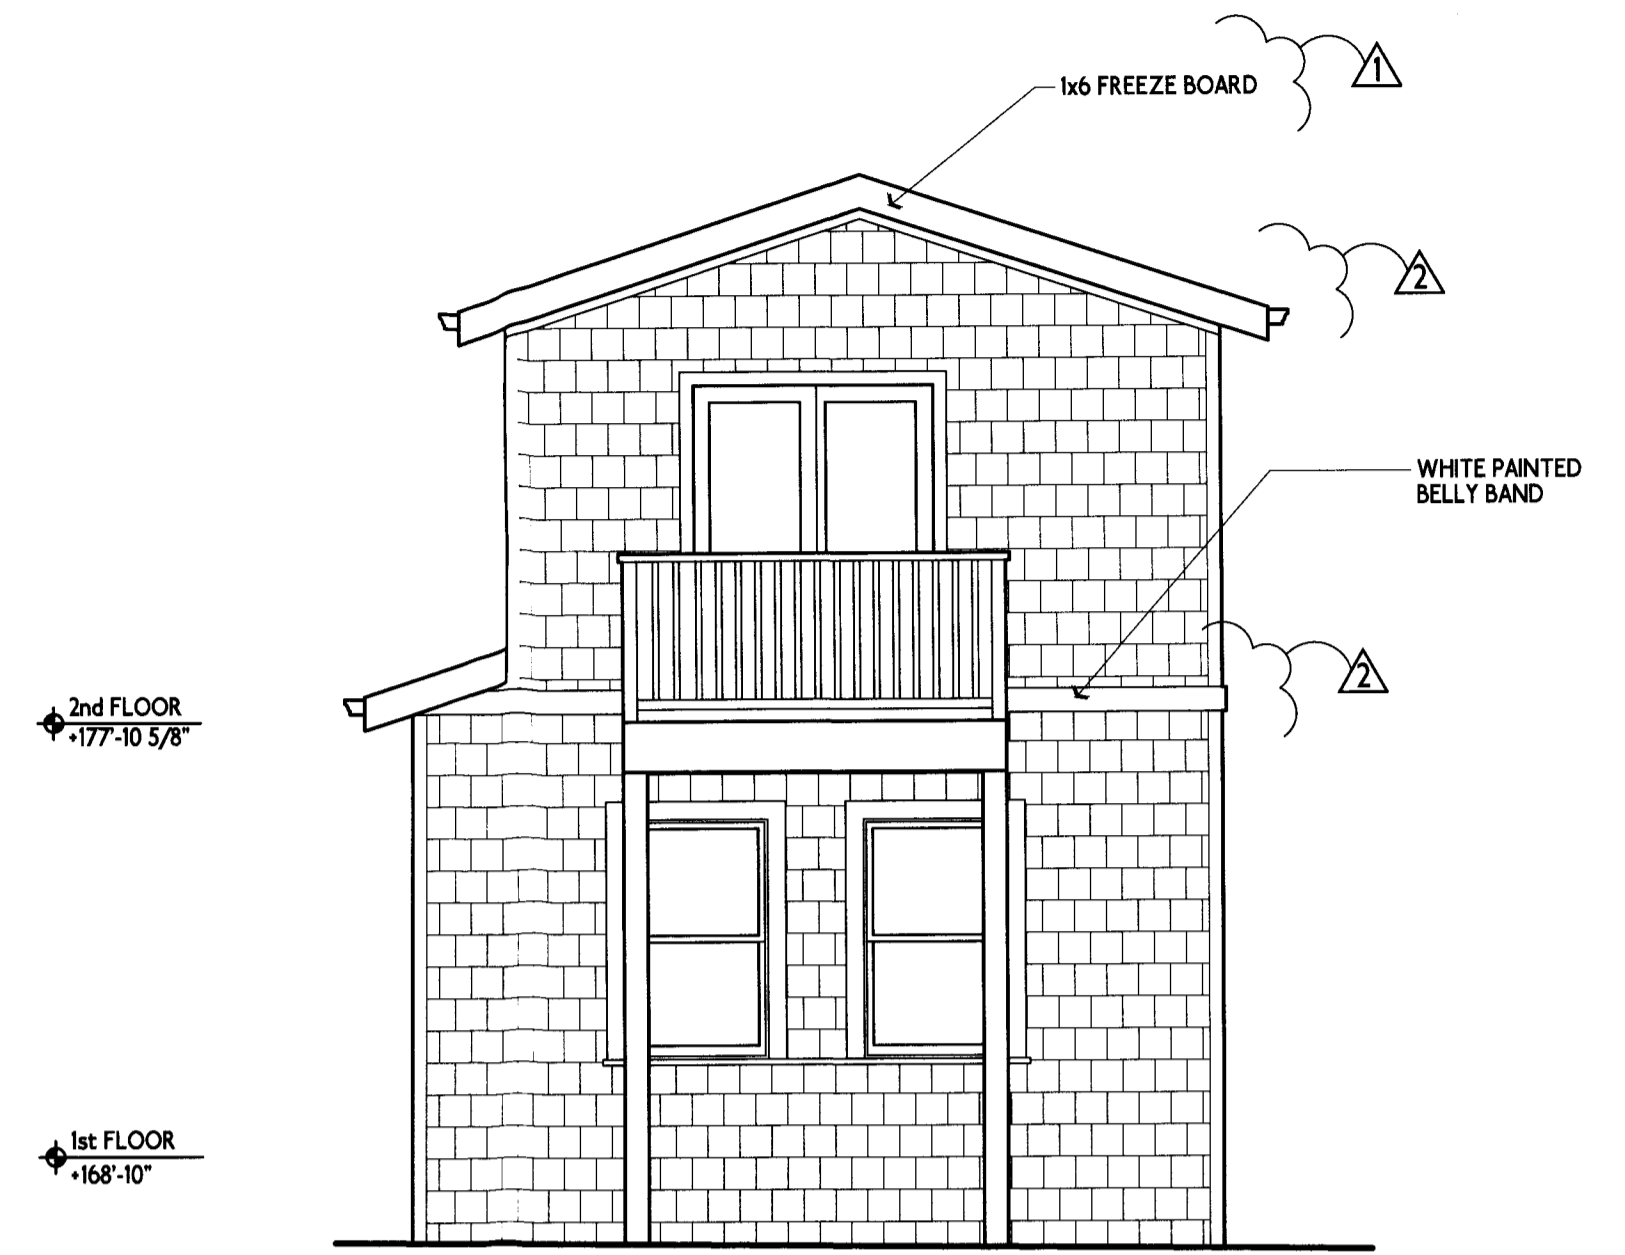 1
1x6 FREEZE BOARD
2
WHITE PAINTED
BELLY BAND
2
2nd FLOOR
+177'-10 5/8"
1st FLOOR
+168'-10"